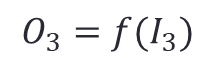 O₃ = f(I₃)